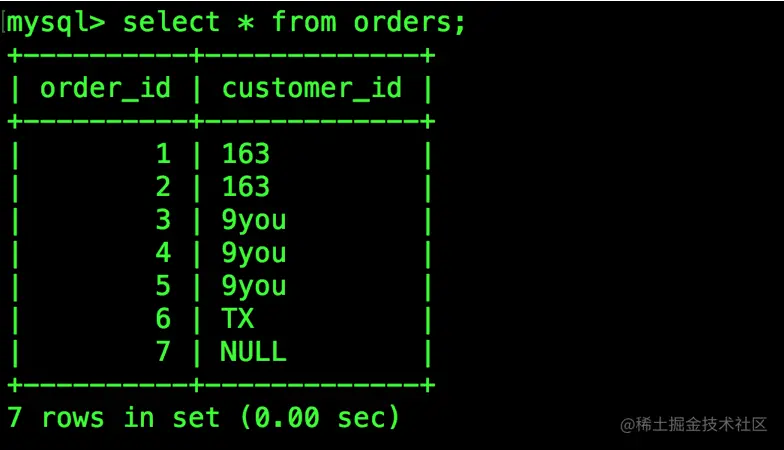 mysql> select * from orders;
+----------+-------------+
| order_id | customer_id |
+----------+-------------+
|        1 | 163         |
|        2 | 163         |
|        3 | 9you        |
|        4 | 9you        |
|        5 | 9you        |
|        6 | TX          |
|        7 | NULL        |
+----------+-------------+
7 rows in set (0.00 sec)
@稀土掘金技术社区